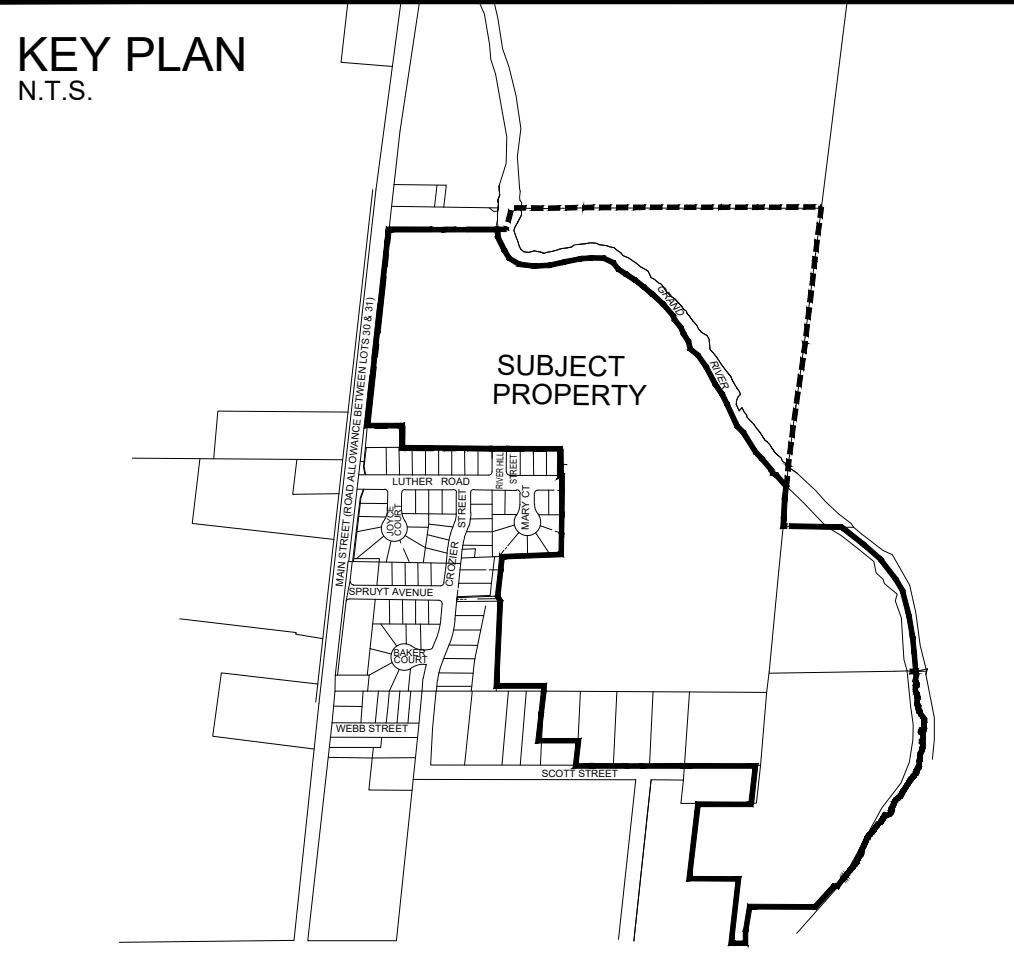 KEY PLAN
N.T.S.
GRAND
RIVER
SUBJECT
PROPERTY
MAIN STREET (ROAD ALLOWANCE BETWEEN LOTS 30 & 31)
LUTHER ROAD
RIVER HILL
STREET
JOYCE
COURT
CROZIER STREET
MARY CT
SPRUYT AVENUE
BAKER
COURT
WEBB STREET
SCOTT STREET